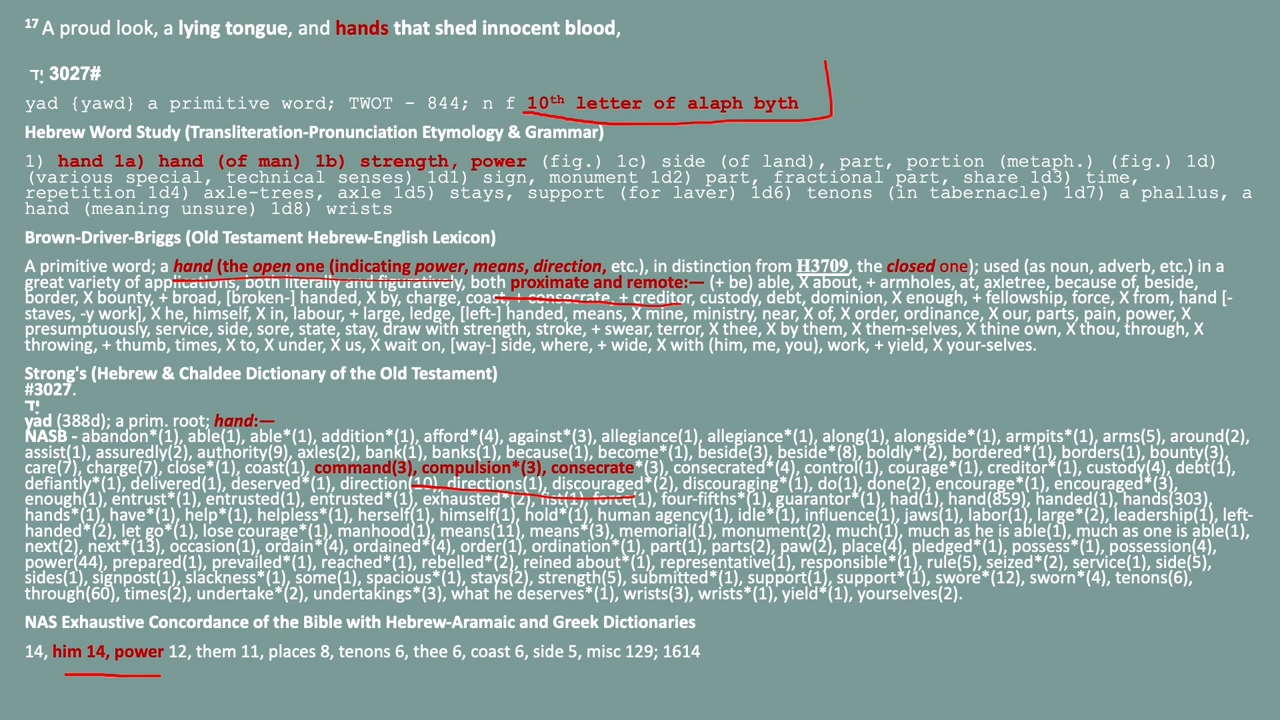 17 A proud look, a lying tongue, and hands that shed innocent blood,
יָד 3027#
yad {yawd} a primitive word; TWOT - 844; n f 10th letter of alaph byth
Hebrew Word Study (Transliteration-Pronunciation Etymology & Grammar)
1) hand 1a) hand (of man) 1b) strength, power (fig.) 1c) side (of land), part, portion (metaph.) (fig.) 1d)
(various special, technical senses) 1d1) sign, monument 1d2) part, fractional part, share 1d3) time,
repetition 1d4) axle-trees, axle 1d5) stays, support (for laver) 1d6) tenons (in tabernacle) 1d7) a phallus, a
hand (meaning unsure) 1d8) wrists
Brown-Driver-Briggs (Old Testament Hebrew-English Lexicon)
A primitive word; a hand (the open one (indicating power, means, direction, etc.), in distinction from H3709, the closed one); used (as noun, adverb, etc.) in a
great variety of applications, both literally and figuratively, both proximate and remote:— (+ be) able, X about, + armholes, at, axletree, because of, beside,
border, X bounty, + broad, [broken-] handed, X by, charge, coast, + consecrate, + creditor, custody, debt, dominion, X enough, + fellowship, force, X from, hand [-
staves, -y work], X he, himself, X in, labour, + large, ledge, [left-] handed, means, X mine, ministry, near, X of, X order, ordinance, X our, parts, pain, power, X
presumptuously, service, side, sore, state, stay, draw with strength, stroke, + swear, terror, X thee, X by them, X them-selves, X thine own, X thou, through, X
throwing, + thumb, times, X to, X under, X us, X wait on, [way-] side, where, + wide, X with (him, me, you), work, + yield, X your-selves.
Strong's (Hebrew & Chaldee Dictionary of the Old Testament)
#3027.
יָד
yad (388d); a prim. root; hand:—
NASB - abandon*(1), able(1), able*(1), addition*(1), afford*(4), against*(3), allegiance(1), allegiance*(1), along(1), alongside*(1), armpits*(1), arms(5), around(2),
assist(1), assuredly(2), authority(9), axles(2), bank(1), banks(1), because(1), become*(1), beside(3), beside*(8), boldly*(2), bordered*(1), borders(1), bounty(3),
care(7), charge(7), close*(1), coast(1), command(3), compulsion*(3), consecrate*(3), consecrated*(4), control(1), courage*(1), creditor*(1), custody(4), debt(1),
defiantly*(1), delivered(1), deserved*(1), direction(10), directions(1), discouraged*(2), discouraging*(1), do(1), done(2), encourage*(1), encouraged*(3),
enough(1), entrust*(1), entrusted(1), entrusted*(1), exhausted*(2), fist(1), force(1), four-fifths*(1), guarantor*(1), had(1), hand(859), handed(1), hands(303),
hands*(1), have*(1), help*(1), helpless*(1), herself(1), himself(1), hold*(1), human agency(1), idle*(1), influence(1), jaws(1), labor(1), large*(2), leadership(1), left-
handed*(2), let go*(1), lose courage*(1), manhood(1), means(11), means*(3), memorial(1), monument(2), much(1), much as he is able(1), much as one is able(1),
next(2), next*(13), occasion(1), ordain*(4), ordained*(4), order(1), ordination*(1), part(1), parts(2), paw(2), place(4), pledged*(1), possess*(1), possession(4),
power(44), prepared(1), prevailed*(1), reached*(1), rebelled*(2), reined about*(1), representative(1), responsible*(1), rule(5), seized*(2), service(1), side(5),
sides(1), signpost(1), slackness*(1), some(1), spacious*(1), stays(2), strength(5), submitted*(1), support(1), support*(1), swore*(12), sworn*(4), tenons(6),
through(60), times(2), undertake*(2), undertakings*(3), what he deserves*(1), wrists(3), wrists*(1), yield*(1), yourselves(2).
NAS Exhaustive Concordance of the Bible with Hebrew-Aramaic and Greek Dictionaries
14, him 14, power 12, them 11, places 8, tenons 6, thee 6, coast 6, side 5, misc 129; 1614